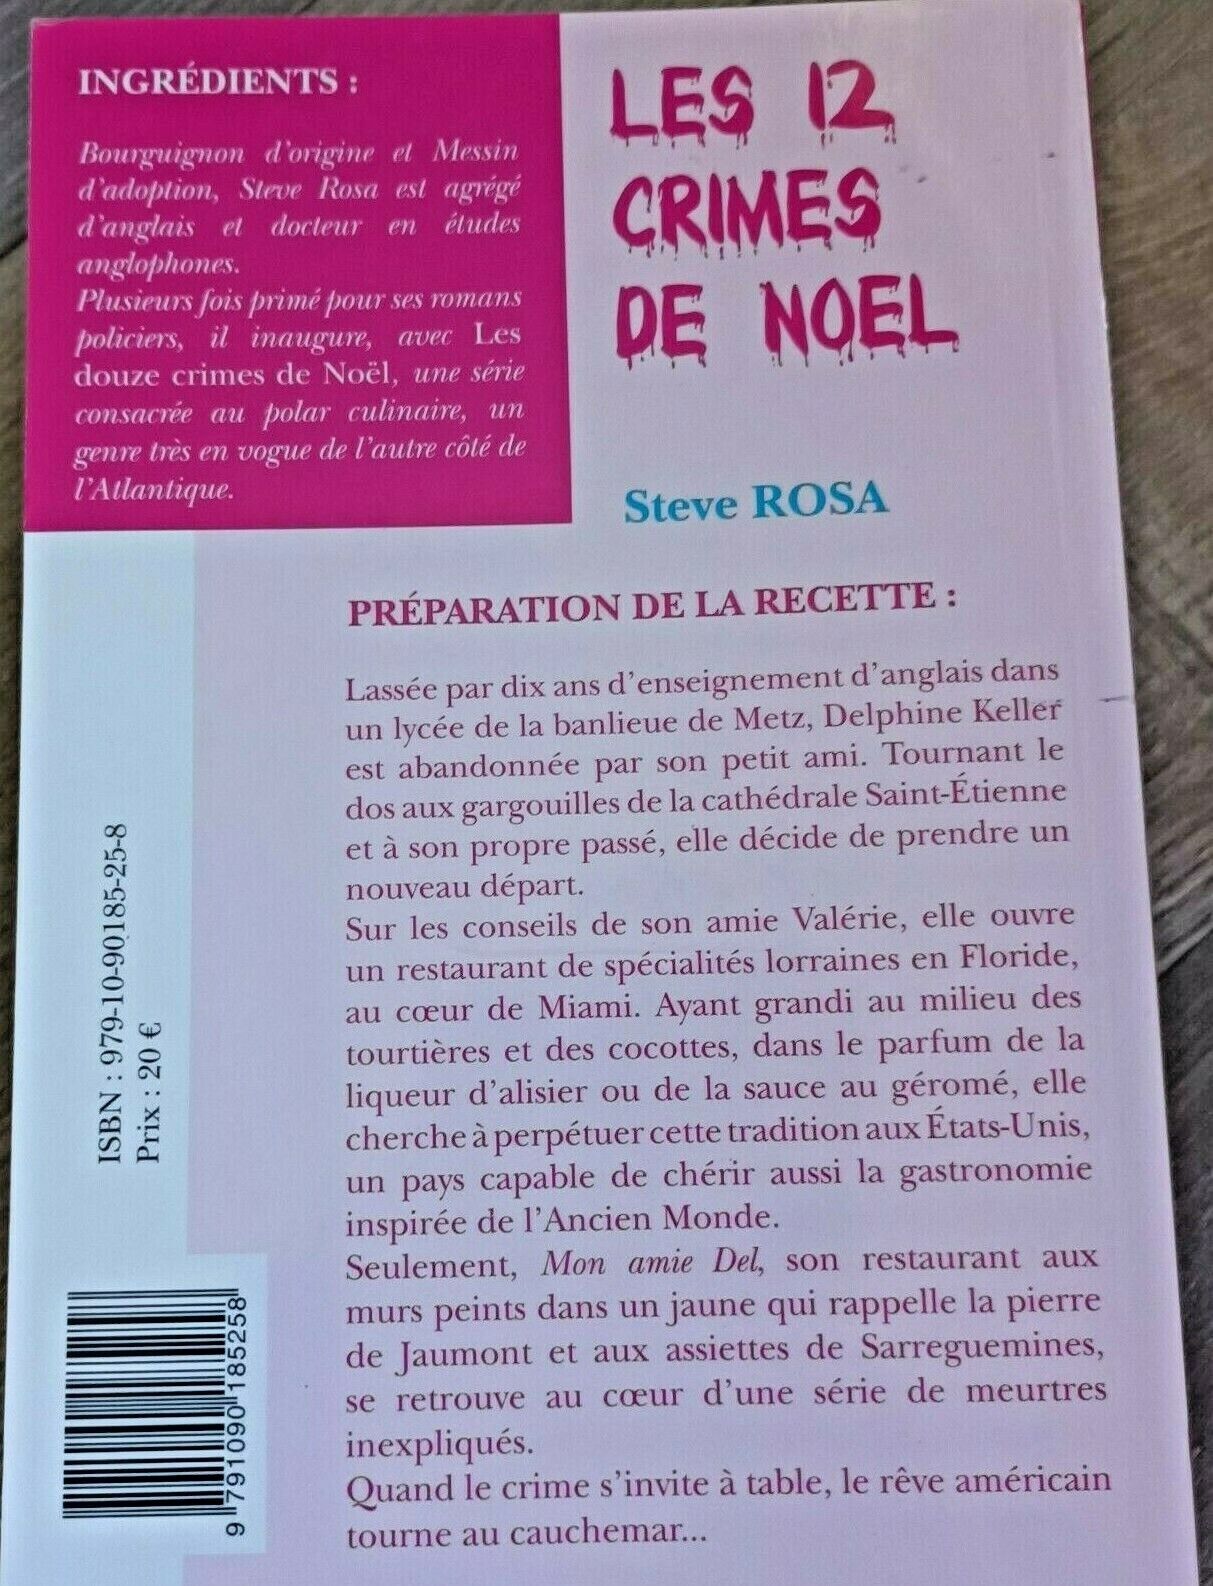 INGRÉDIENTS :
Bourguignon d'origine et Messin
d'adoption, Steve Rosa est agrégé
d'anglais et docteur en études
anglophones.
Plusieurs fois primé pour ses romans
policiers, il inaugure, avec Les
douze crimes de Noël, une série
consacrée au polar culinaire, un
genre très en vogue de l'autre côté de
l'Atlantique.
LES 12
CRIMES
DE NOEL
Steve ROSA
PRÉPARATION DE LA RECETTE :
Lassée par dix ans d'enseignement d'anglais dans
un lycée de la banlieue de Metz, Delphine Keller
est abandonnée par son petit ami. Tournant le
dos aux gargouilles de la cathédrale Saint-Étienne
et à son propre passé, elle décide de prendre un
nouveau départ.
Sur les conseils de son amie Valérie, elle ouvre
un restaurant de spécialités lorraines en Floride,
au cœur de Miami. Ayant grandi au milieu des
tourtières et des cocottes, dans le parfum de la
liqueur d'alisier ou de la sauce au géromé, elle
cherche à perpétuer cette tradition aux États-Unis,
un pays capable de chérir aussi la gastronomie
inspirée de l'Ancien Monde.
Seulement, Mon amie Del, son restaurant aux
murs peints dans un jaune qui rappelle la pierre
de Jaumont et aux assiettes de Sarreguemines,
se retrouve au cœur d'une série de meurtres
inexpliqués.
Quand le crime s'invite à table, le rêve américain
tourne au cauchemar...
ISBN : 979-10-90185-25-8
Prix : 20 €
9 791090 185258